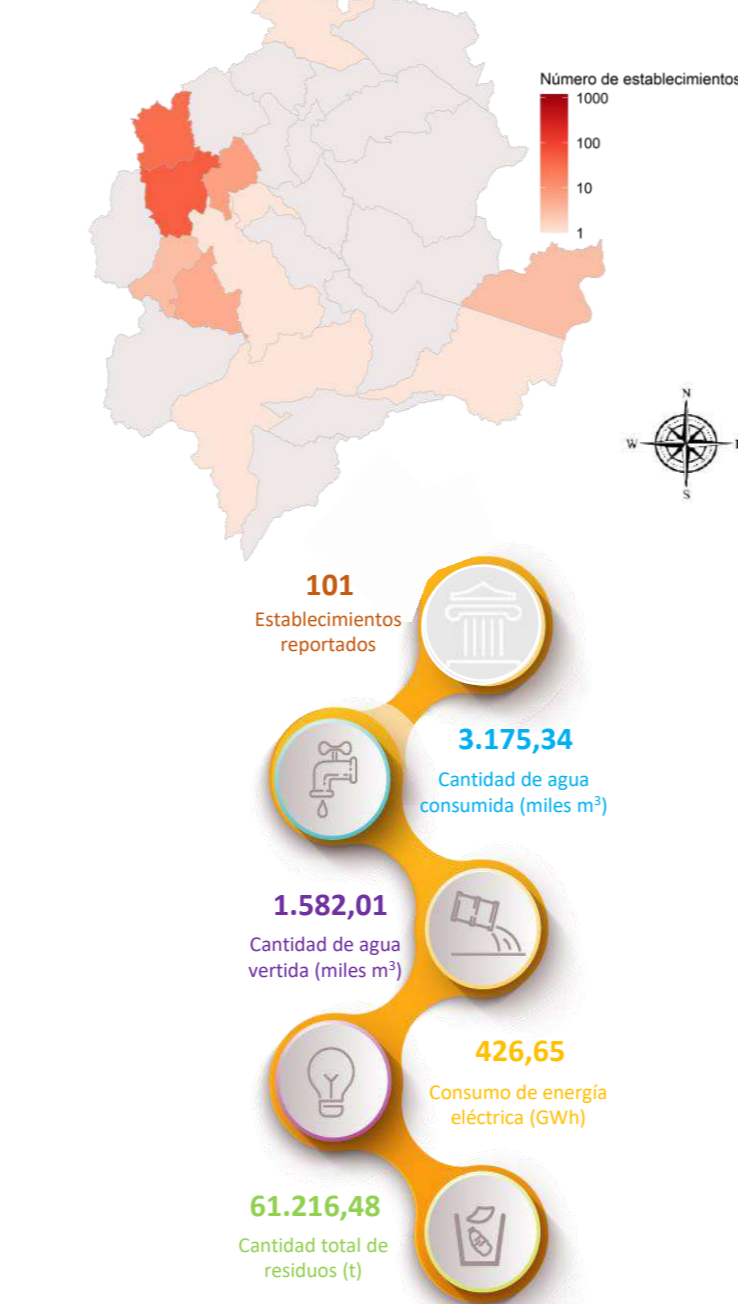 Número de establecimientos
1000
100
10
1
N
W
S
101
Establecimientos
reportados
3.175,34
Cantidad de agua
consumida (miles m³)
1.582,01
Cantidad de agua
vertida (miles m³)
426,65
Consumo de energía
eléctrica (GWh)
61.216,48
Cantidad total de
residuos (t)